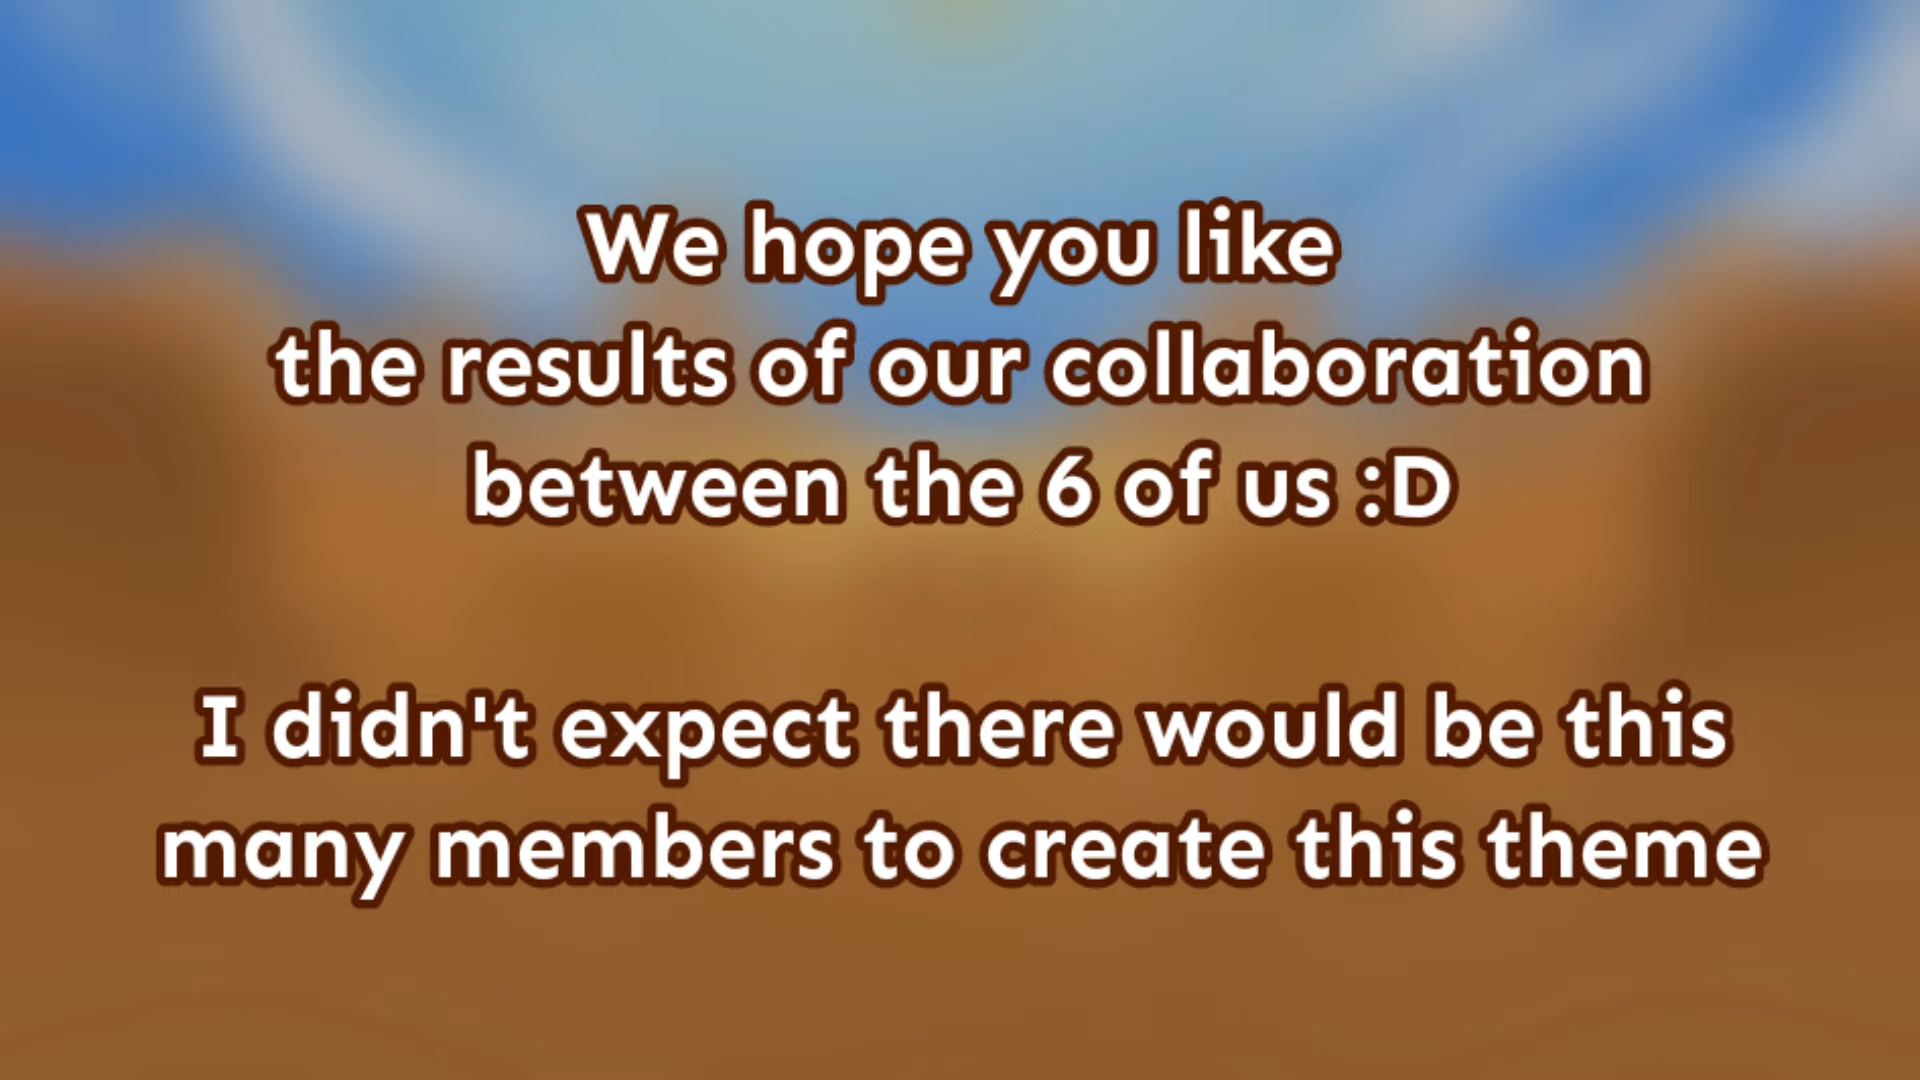 We hope you like
the results of our collaboration
between the 6 of us :D
I didn't expect there would be this
many members to create this theme